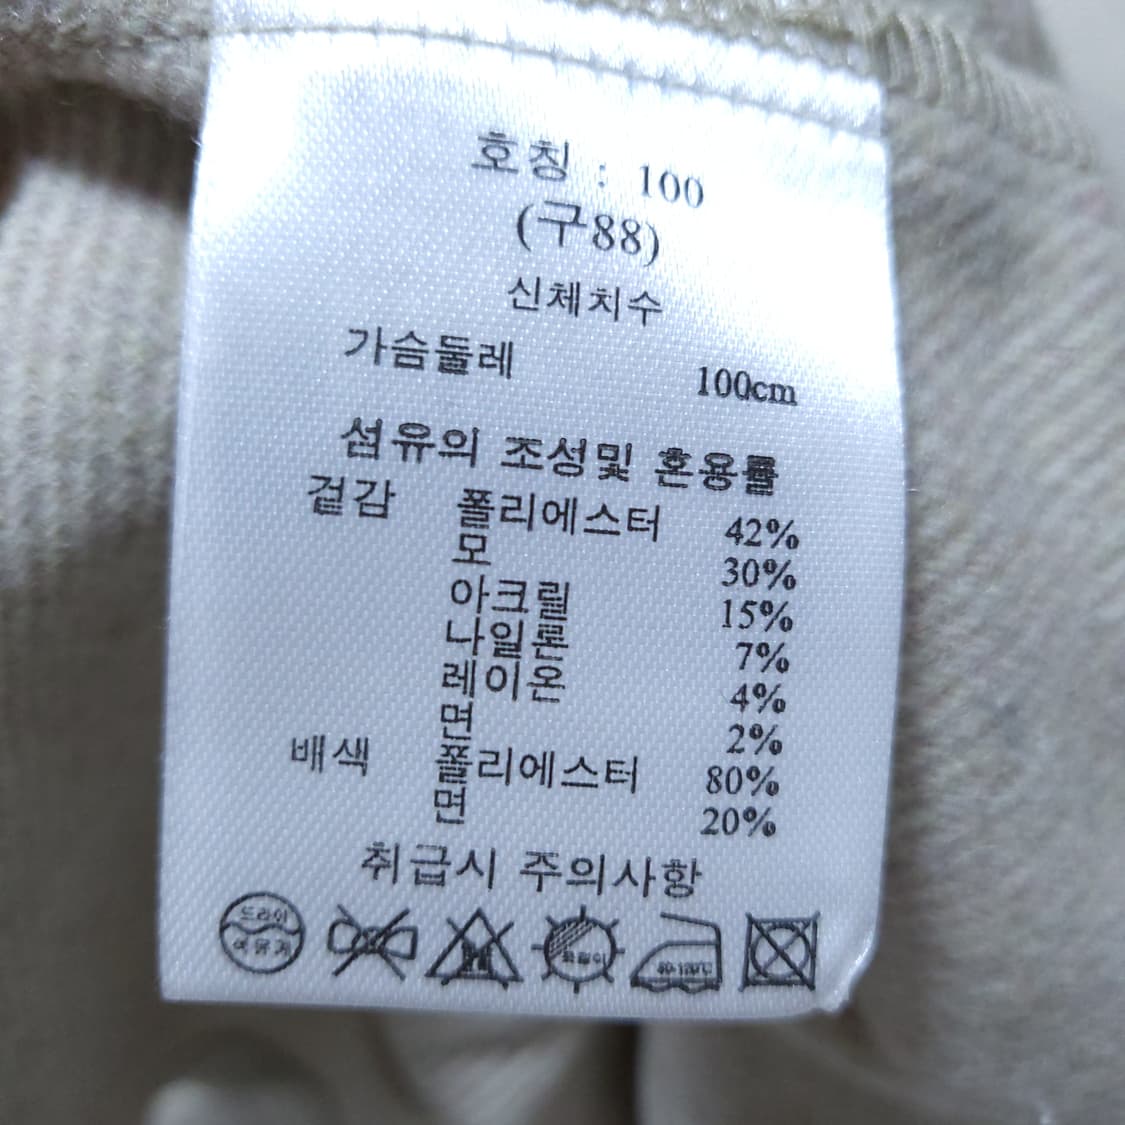 호칭 : 100
(구88)
신체치수
가슴둘레 100cm
섬유의 조성및 혼용률
겉감 폴리에스터 42%
모 30%
아크릴 15%
나일론 7%
레이온 4%
면 2%
배색 폴리에스터 80%
면 20%
취급시 주의사항
드라이